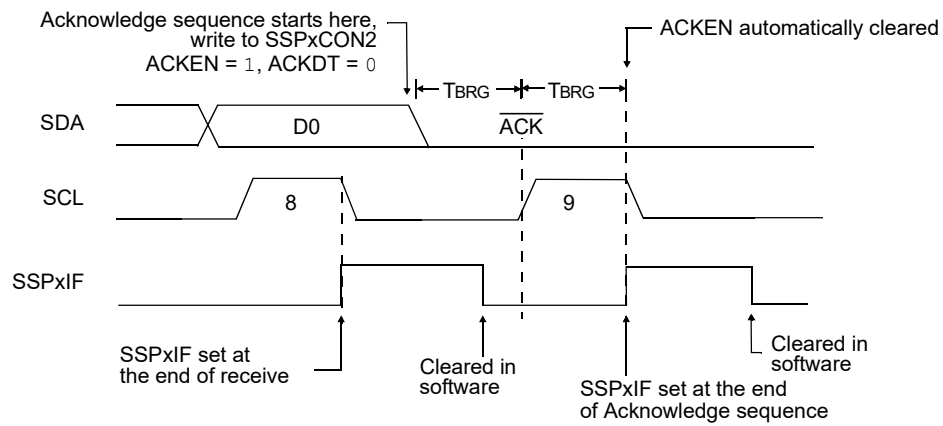 Acknowledge sequence starts here,
write to SSPxCON2
ACKEN = 1, ACKDT = 0
ACKEN automatically cleared
TBRG
TBRG
SDA
D0
ACK
SCL
8
9
SSPxIF
SSPxIF set at
the end of receive
Cleared in
software
SSPxIF set at the end
of Acknowledge sequence
Cleared in
software